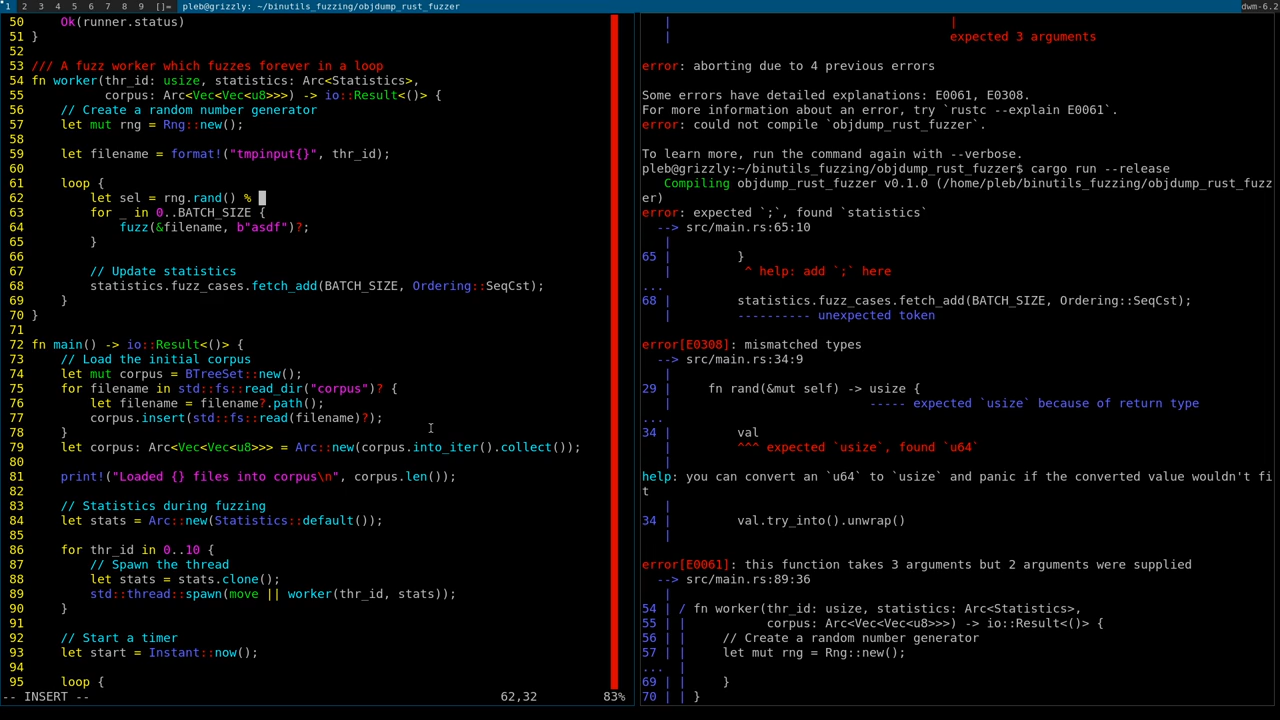 1 2 3 4 5 6 7 8 9 []= pleb@grizzly: ~/binutils_fuzzing/objdump_rust_fuzzer dwm-6.2
50     Ok(runner.status)
51 }
52
53 /// A fuzz worker which fuzzes forever in a loop
54 fn worker(thr_id: usize, statistics: Arc<Statistics>,
55           corpus: Arc<Vec<Vec<u8>>>) -> io::Result<()> {
56     // Create a random number generator
57     let mut rng = Rng::new();
58
59     let filename = format!("tmpinput{}", thr_id);
60
61     loop {
62         let sel = rng.rand() %
63         for _ in 0..BATCH_SIZE {
64             fuzz(&filename, b"asdf")?;
65         }
66
67         // Update statistics
68         statistics.fuzz_cases.fetch_add(BATCH_SIZE, Ordering::SeqCst);
69     }
70 }
71
72 fn main() -> io::Result<()> {
73     // Load the initial corpus
74     let mut corpus = BTreeSet::new();
75     for filename in std::fs::read_dir("corpus")? {
76         let filename = filename?.path();
77         corpus.insert(std::fs::read(filename)?);
78     }
79     let corpus: Arc<Vec<Vec<u8>>> = Arc::new(corpus.into_iter().collect());
80
81     print!("Loaded {} files into corpus\n", corpus.len());
82
83     // Statistics during fuzzing
84     let stats = Arc::new(Statistics::default());
85
86     for thr_id in 0..10 {
87         // Spawn the thread
88         let stats = stats.clone();
89         std::thread::spawn(move || worker(thr_id, stats));
90     }
91
92     // Start a timer
93     let start = Instant::now();
94
95     loop {
-- INSERT -- 62,32 83%
   |                                      |
   |                                      expected 3 arguments

error: aborting due to 4 previous errors

Some errors have detailed explanations: E0061, E0308.
For more information about an error, try `rustc --explain E0061`.
error: could not compile `objdump_rust_fuzzer`.

To learn more, run the command again with --verbose.
pleb@grizzly:~/binutils_fuzzing/objdump_rust_fuzzer$ cargo run --release
   Compiling objdump_rust_fuzzer v0.1.0 (/home/pleb/binutils_fuzzing/objdump_rust_fuzz
er)
error: expected `;`, found `statistics`
  --> src/main.rs:65:10
   |
65 |         }
   |          ^ help: add `;` here
...
68 |         statistics.fuzz_cases.fetch_add(BATCH_SIZE, Ordering::SeqCst);
   |         ---------- unexpected token

error[E0308]: mismatched types
  --> src/main.rs:34:9
   |
29 |     fn rand(&mut self) -> usize {
   |                           ----- expected `usize` because of return type
...
34 |         val
   |         ^^^ expected `usize`, found `u64`
   |
help: you can convert an `u64` to `usize` and panic if the converted value wouldn't fi
t
   |
34 |         val.try_into().unwrap()
   |

error[E0061]: this function takes 3 arguments but 2 arguments were supplied
  --> src/main.rs:89:36
   |
54 | / fn worker(thr_id: usize, statistics: Arc<Statistics>,
55 | |           corpus: Arc<Vec<Vec<u8>>>) -> io::Result<()> {
56 | |     // Create a random number generator
57 | |     let mut rng = Rng::new();
...  |
69 | |     }
70 | | }